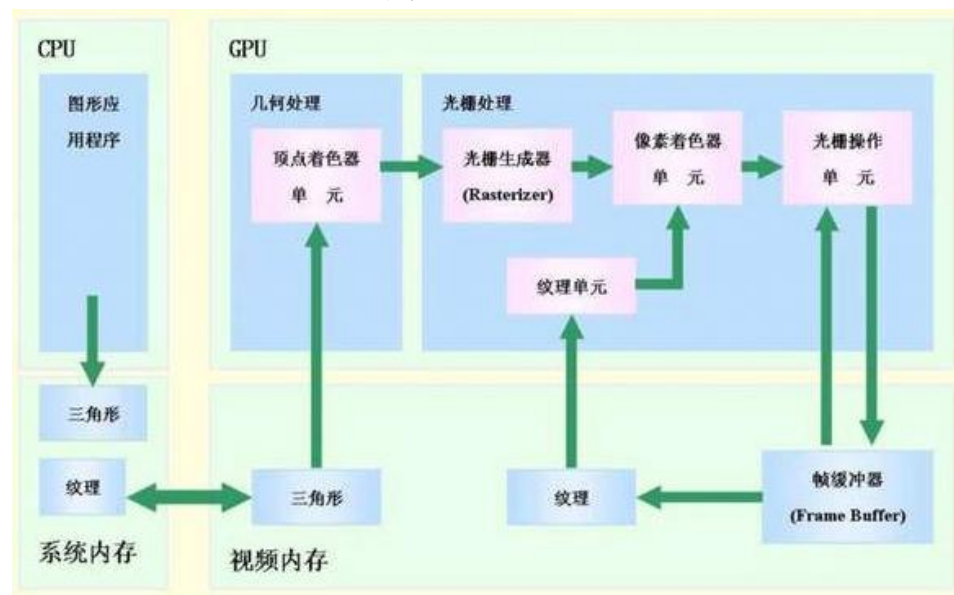 CPU
图形应
用程序
三角形
纹理
系统内存
GPU
几何处理
顶点着色器
单 元
光栅处理
光栅生成器
(Rasterizer)
像素着色器
单 元
光栅操作
单 元
纹理单元
三角形
纹理
帧缓冲器
(Frame Buffer)
视频内存